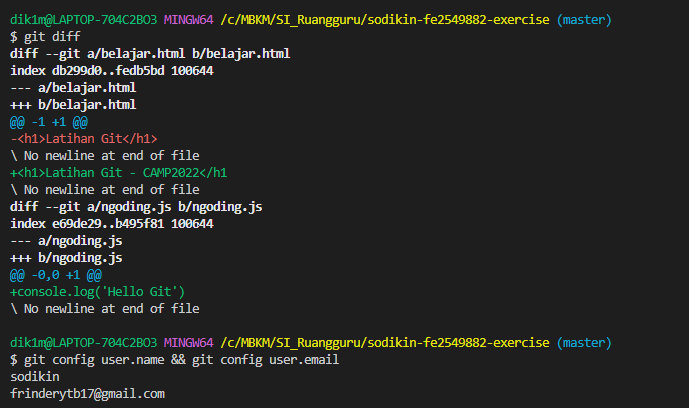 dik1m@LAPTOP-704C2BO3 MINGW64 /c/MBKM/SI_Ruangguru/sodikin-fe2549882-exercise (master)
$ git diff
diff --git a/belajar.html b/belajar.html
index db299d0..fedb5bd 100644
--- a/belajar.html
+++ b/belajar.html
@@ -1 +1 @@
-<h1>Latihan Git</h1>
\ No newline at end of file
+<h1>Latihan Git - CAMP2022</h1
\ No newline at end of file
diff --git a/ngoding.js b/ngoding.js
index e69de29..b495f81 100644
--- a/ngoding.js
+++ b/ngoding.js
@@ -0,0 +1 @@
+console.log('Hello Git')
\ No newline at end of file
dik1m@LAPTOP-704C2BO3 MINGW64 /c/MBKM/SI_Ruangguru/sodikin-fe2549882-exercise (master)
$ git config user.name && git config user.email
sodikin
frinderytb17@gmail.com